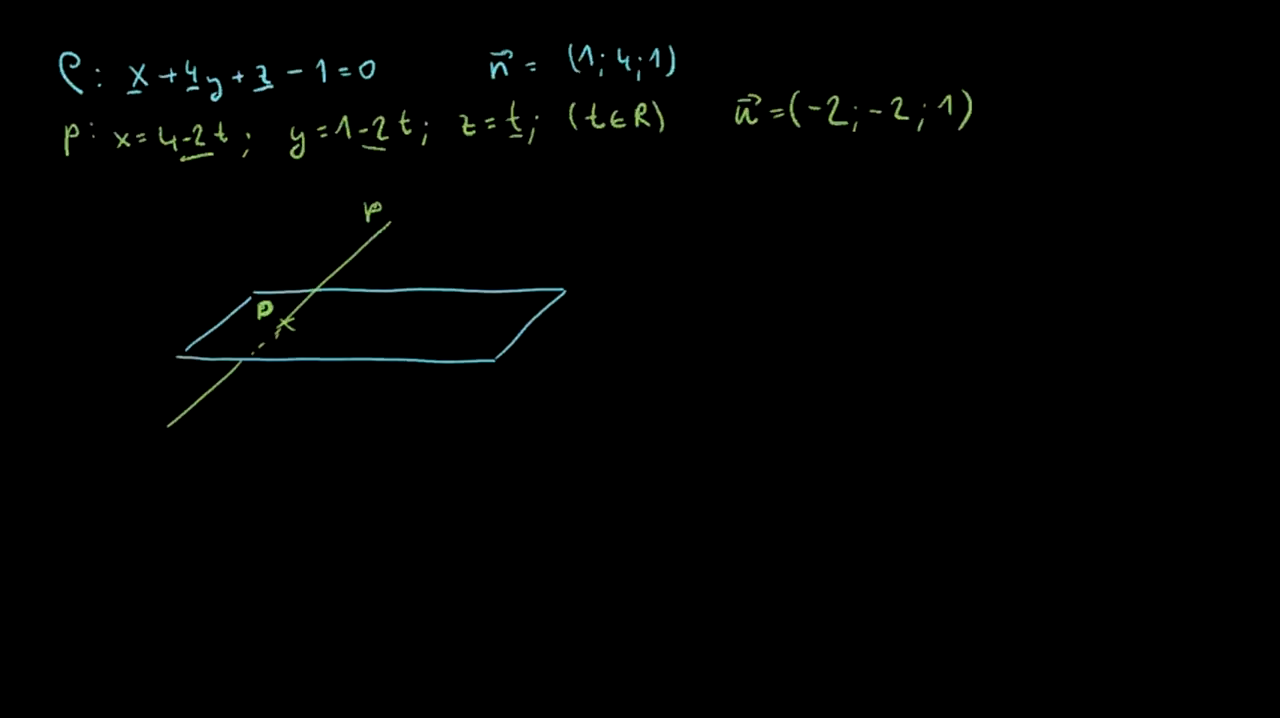 ρ: x + 4y + z - 1 = 0 n⃗ = (1; 4; 1)
p: x = 4 - 2t; y = 1 - 2t; z = t; (t ∈ R) u⃗ = (-2; -2; 1)
p
P